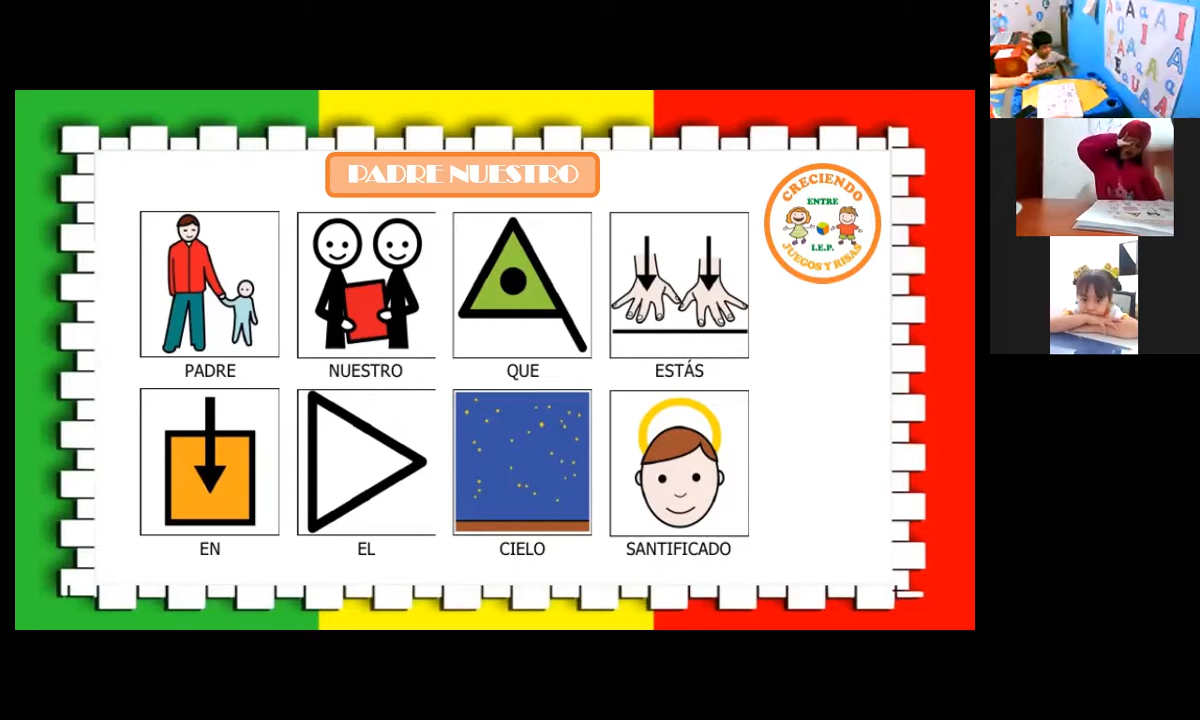 PADRE NUESTRO
CRECIENDO
ENTRE
I.E.P.
JUEGOS Y RISAS
PADRE NUESTRO QUE ESTÁS
EN EL CIELO SANTIFICADO